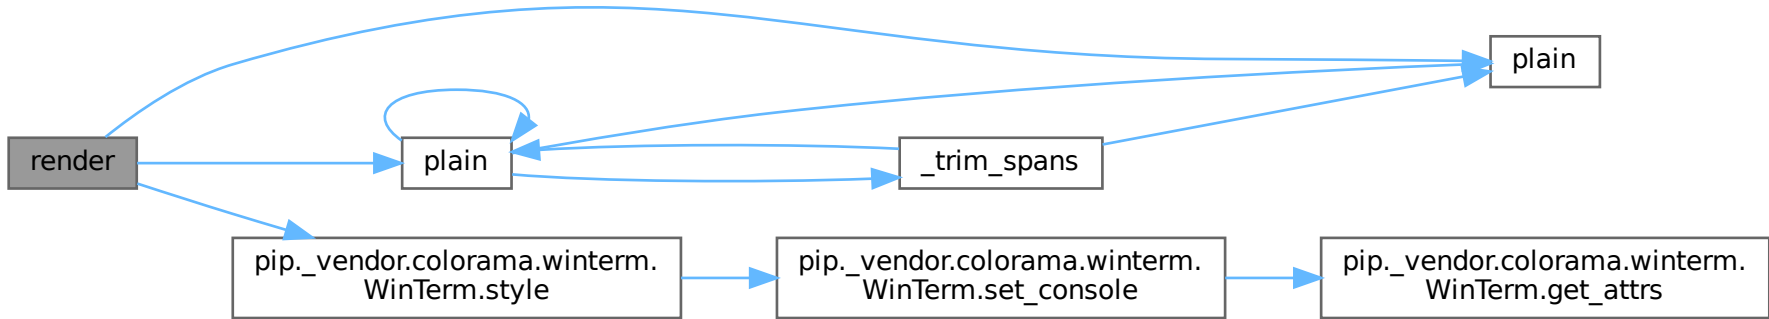 plain
render
plain
_trim_spans
pip._vendor.colorama.winterm.
WinTerm.style
pip._vendor.colorama.winterm.
WinTerm.set_console
pip._vendor.colorama.winterm.
WinTerm.get_attrs